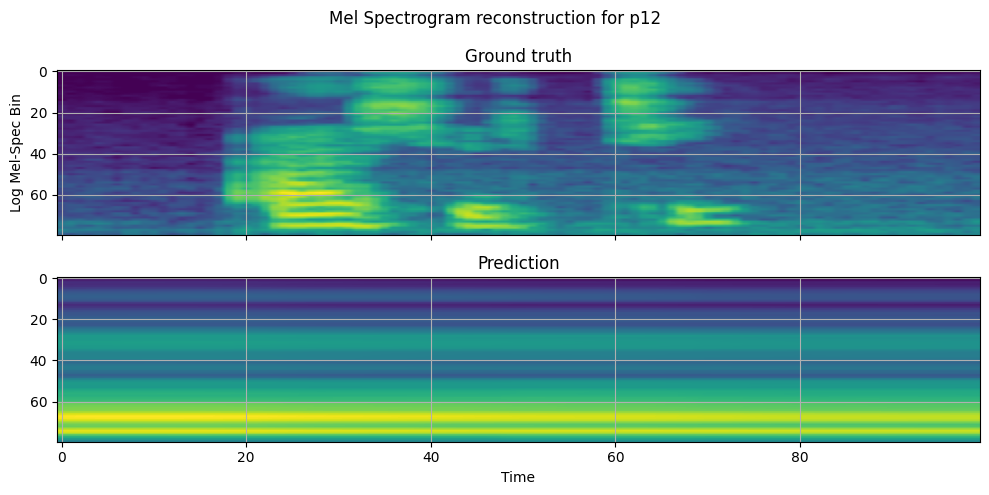 Mel Spectrogram reconstruction for p12
Ground truth
Log Mel-Spec Bin
0
20
40
60
Prediction
0
20
40
60
0 20 40 60 80
Time